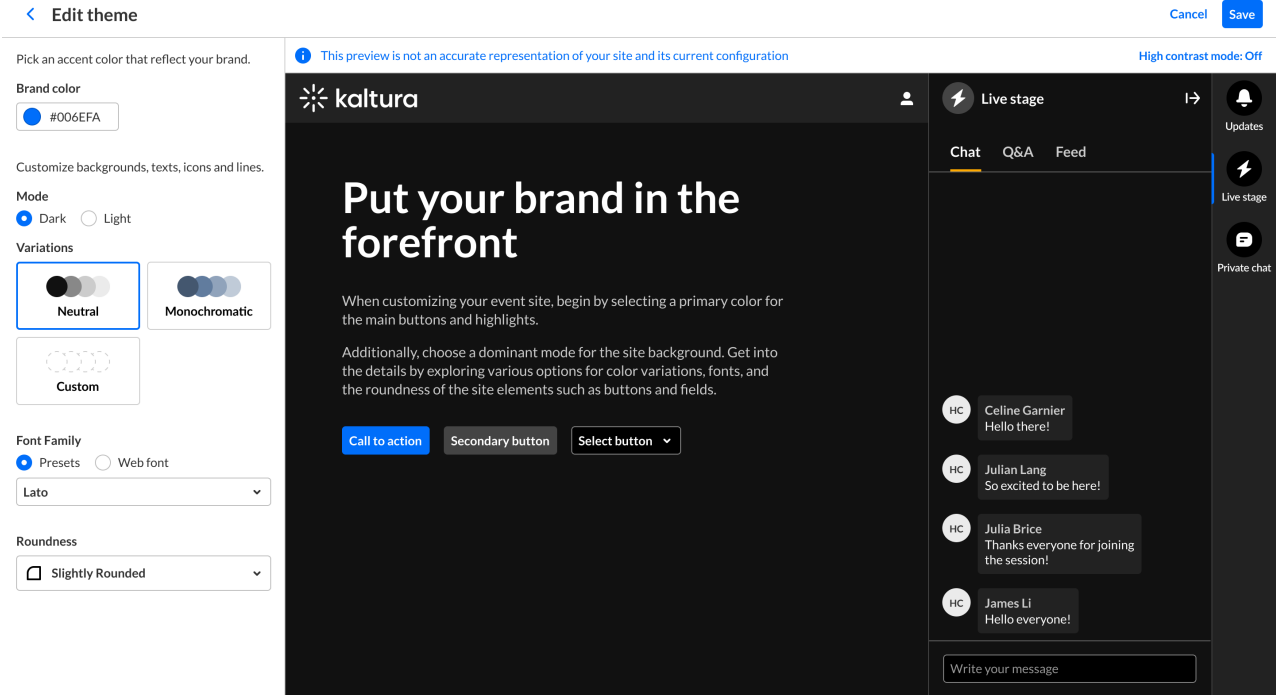 Edit theme
Cancel
Save
Pick an accent color that reflect your brand.
Brand color
#006EFA
Customize backgrounds, texts, icons and lines.
Mode
Dark
Light
Variations
Neutral
Monochromatic
Custom
Font Family
Presets
Web font
Lato
Roundness
Slightly Rounded
This preview is not an accurate representation of your site and its current configuration
High contrast mode: Off
kaltura
Put your brand in the
forefront
When customizing your event site, begin by selecting a primary color for
the main buttons and highlights.
Additionally, choose a dominant mode for the site background. Get into
the details by exploring various options for color variations, fonts, and
the roundness of the site elements such as buttons and fields.
Call to action
Secondary button
Select button
Live stage
Chat
Q&A
Feed
HC
Celine Garnier
Hello there!
HC
Julian Lang
So excited to be here!
HC
Julia Brice
Thanks everyone for joining
the session!
HC
James Li
Hello everyone!
Write your message
Updates
Live stage
Private chat